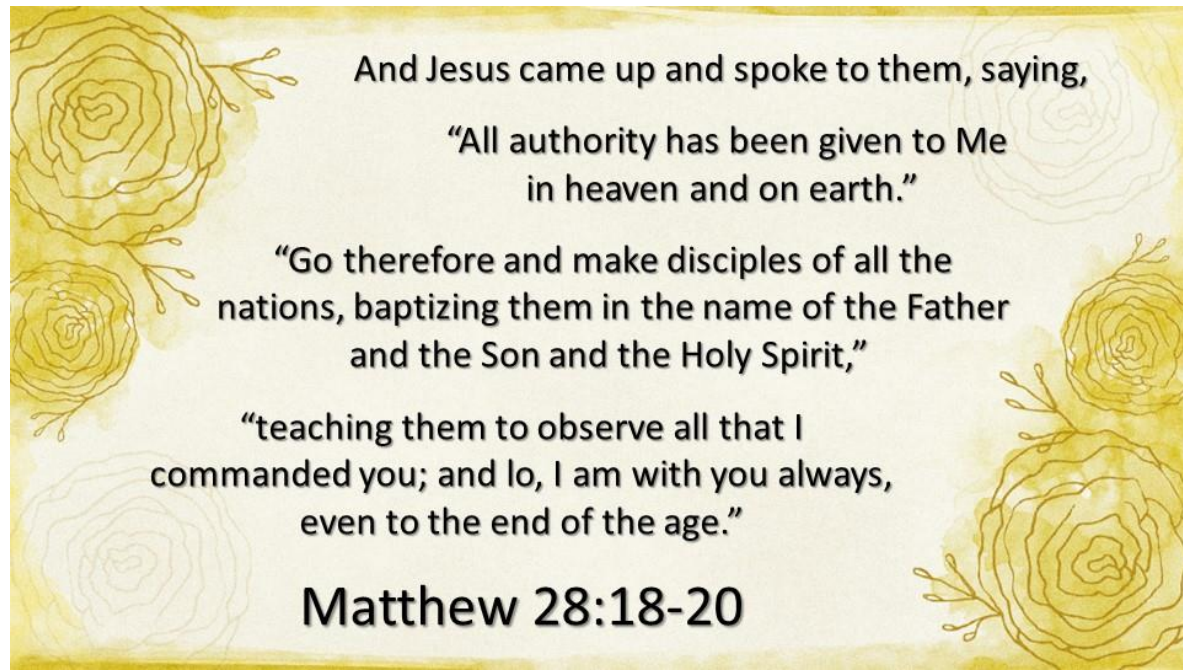 And Jesus came up and spoke to them, saying,
“All authority has been given to Me
in heaven and on earth.”
“Go therefore and make disciples of all the
nations, baptizing them in the name of the Father
and the Son and the Holy Spirit,”
“teaching them to observe all that I
commanded you; and lo, I am with you always,
even to the end of the age.”
Matthew 28:18-20